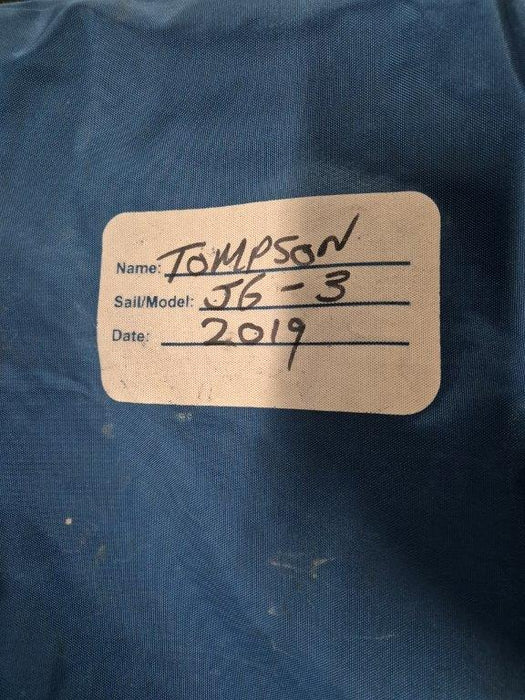 Name: TOMPSON
Sail/Model: J6-3
Date: 2019